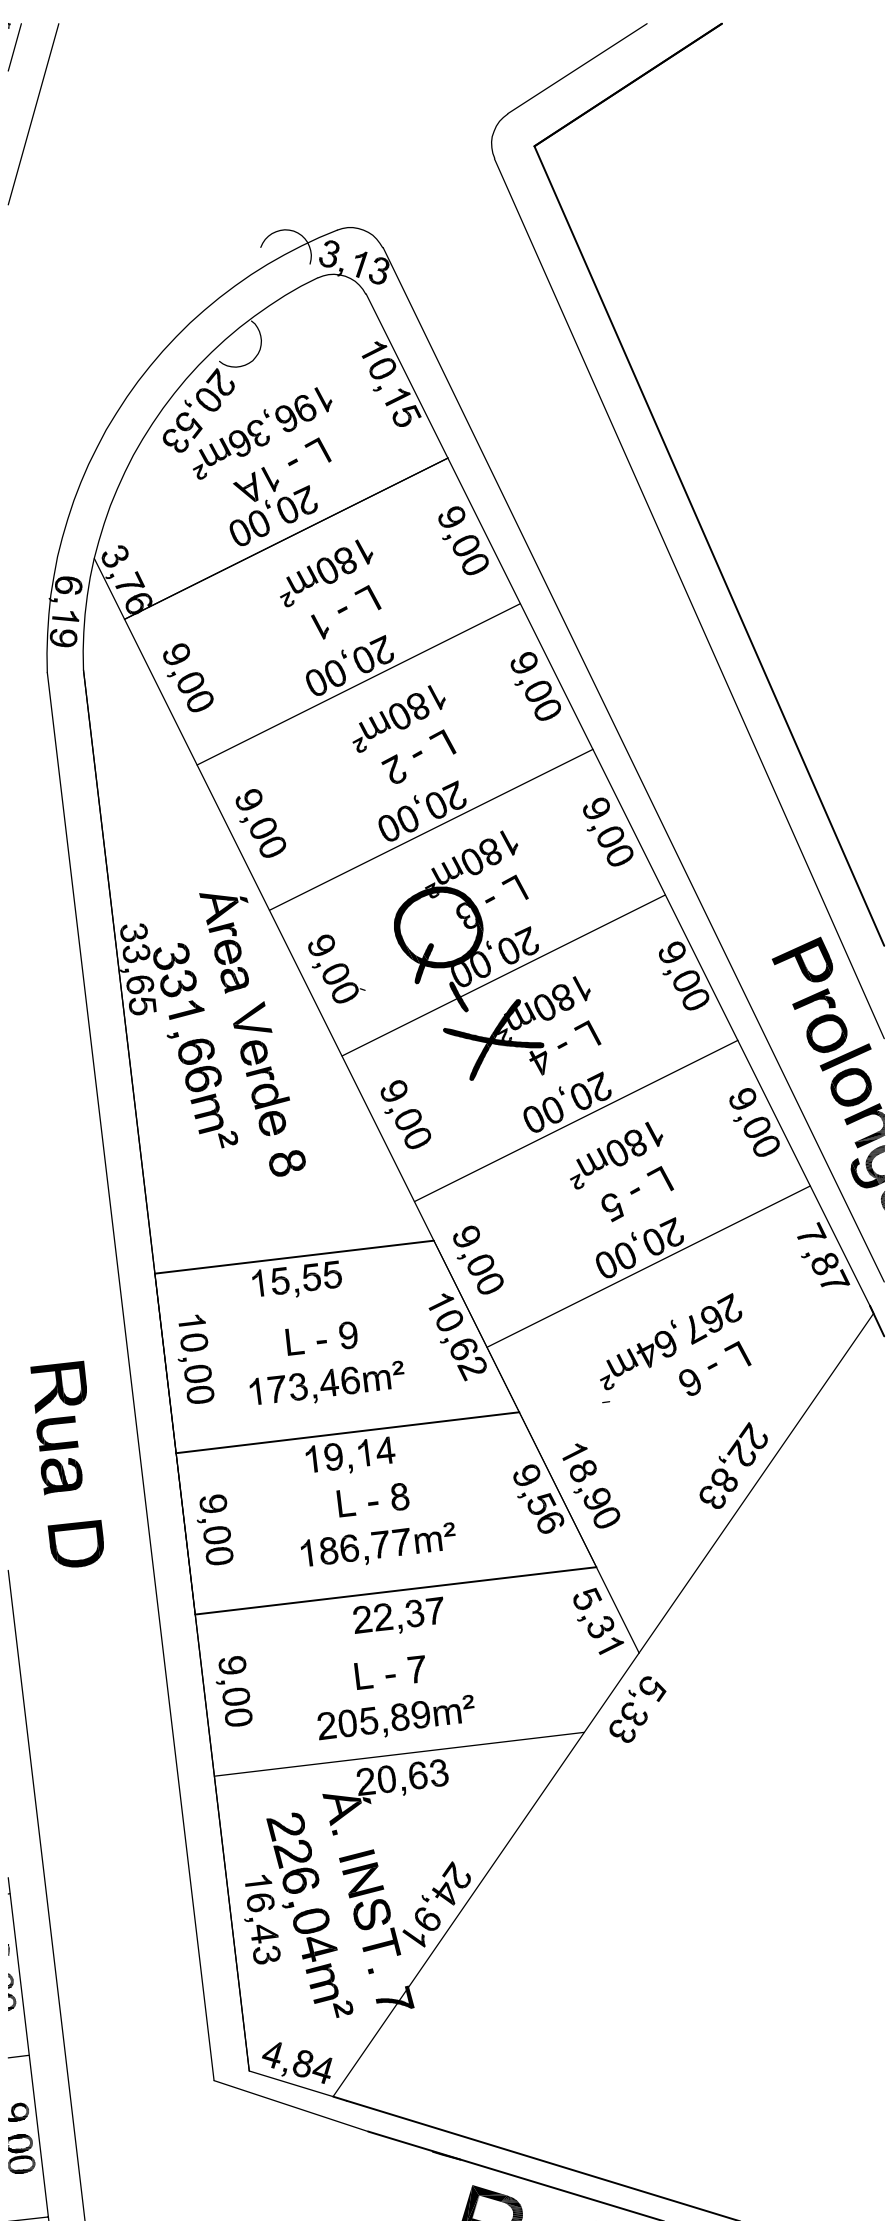 3,13
10,15
20,53
196,36m²
L - 1A
20,00
3,76
6,19
9,00
180m²
L - 1
20,00
9,00
9,00
180m²
L - 2
20,00
9,00
9,00
180m²
L - 3
20,00
9,00
9,00
180m²
L - 4
20,00
9,00
9,00
180m²
L - 5
20,00
9,00
7,87
267,64m²
L - 6
22,83
18,90
Área Verde 8
331,66m²
33,65
15,55
10,00
L - 9
173,46m²
10,62
19,14
9,00
L - 8
186,77m²
9,56
22,37
9,00
L - 7
205,89m²
5,31
5,33
20,63
Á. INST. 7
226,04m²
16,43
24,91
4,84
Rua D
9,00